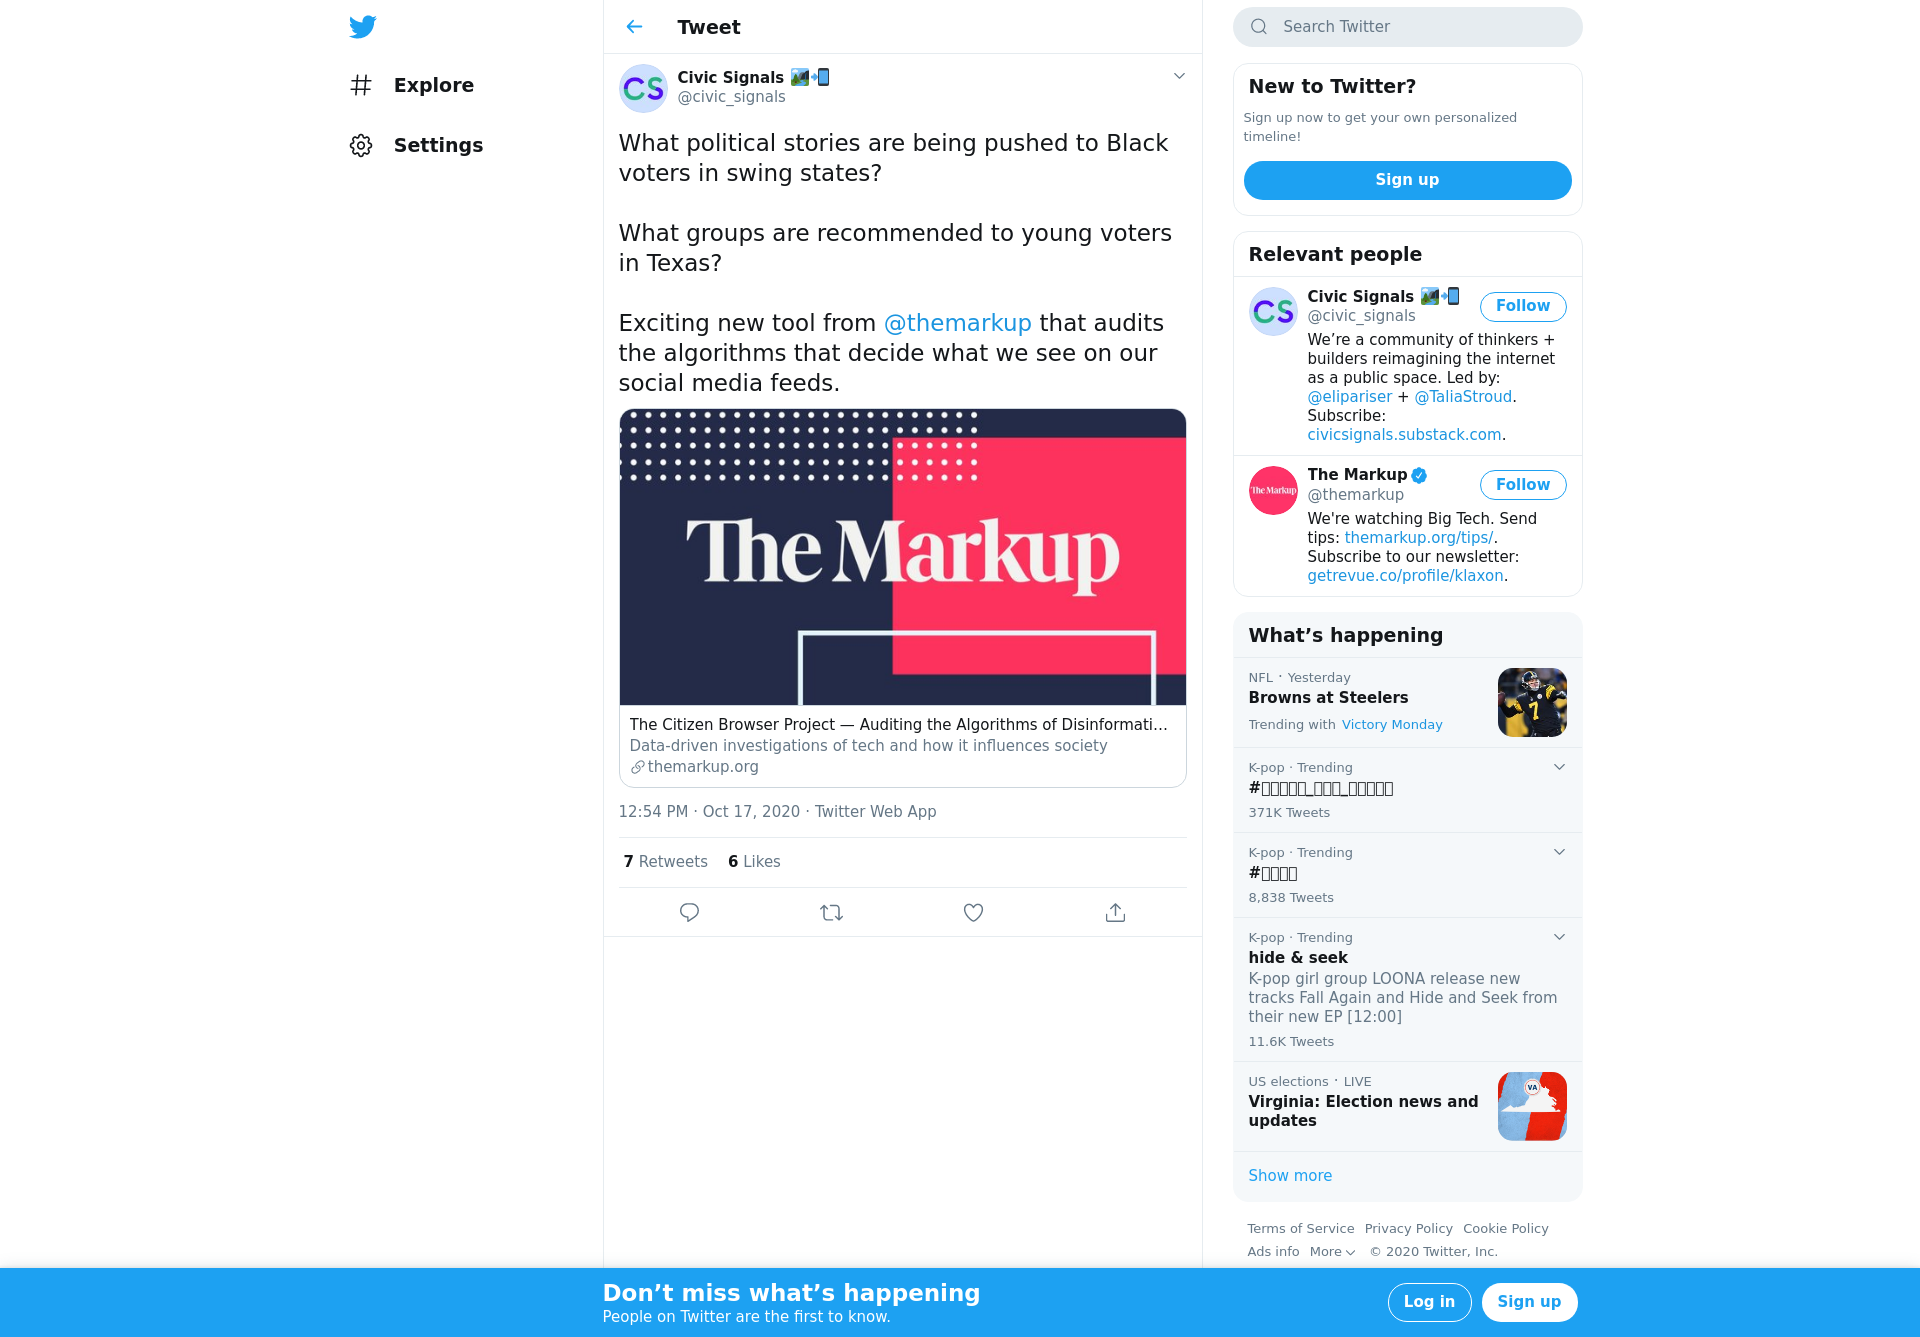 Explore
Settings
Tweet
Civic Signals
@civic_signals
What political stories are being pushed to Black
voters in swing states?
What groups are recommended to young voters
in Texas?
Exciting new tool from @themarkup that audits
the algorithms that decide what we see on our
social media feeds.
The Markup
The Citizen Browser Project — Auditing the Algorithms of Disinformati…
Data-driven investigations of tech and how it influences society
themarkup.org
12:54 PM · Oct 17, 2020 · Twitter Web App
7 Retweets 6 Likes
Search Twitter
New to Twitter?
Sign up now to get your own personalized
timeline!
Sign up
Relevant people
CS
Civic Signals
@civic_signals
Follow
We’re a community of thinkers +
builders reimagining the internet
as a public space. Led by:
@elipariser + @TaliaStroud.
Subscribe:
civicsignals.substack.com.
The Markup
The Markup
@themarkup
Follow
We're watching Big Tech. Send
tips: themarkup.org/tips/.
Subscribe to our newsletter:
getrevue.co/profile/klaxon.
What’s happening
NFL · Yesterday
Browns at Steelers
Trending with Victory Monday
K-pop · Trending
371K Tweets
K-pop · Trending
8,838 Tweets
K-pop · Trending
hide & seek
K-pop girl group LOONA release new
tracks Fall Again and Hide and Seek from
their new EP [12:00]
11.6K Tweets
US elections · LIVE
Virginia: Election news and
updates
VA
Show more
Terms of Service Privacy Policy Cookie Policy
Ads info More © 2020 Twitter, Inc.
Don’t miss what’s happening
People on Twitter are the first to know.
Log in
Sign up